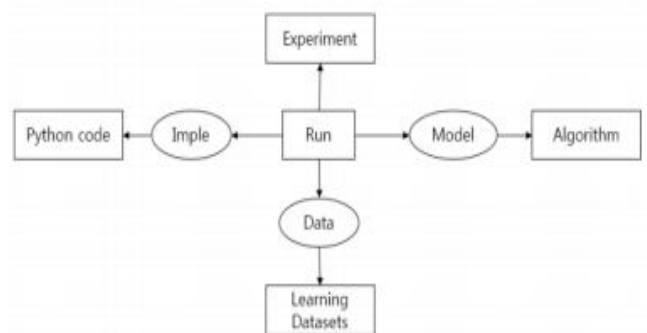 Experiment
Python code
Imple
Run
Model
Algorithm
Data
Learning
Datasets